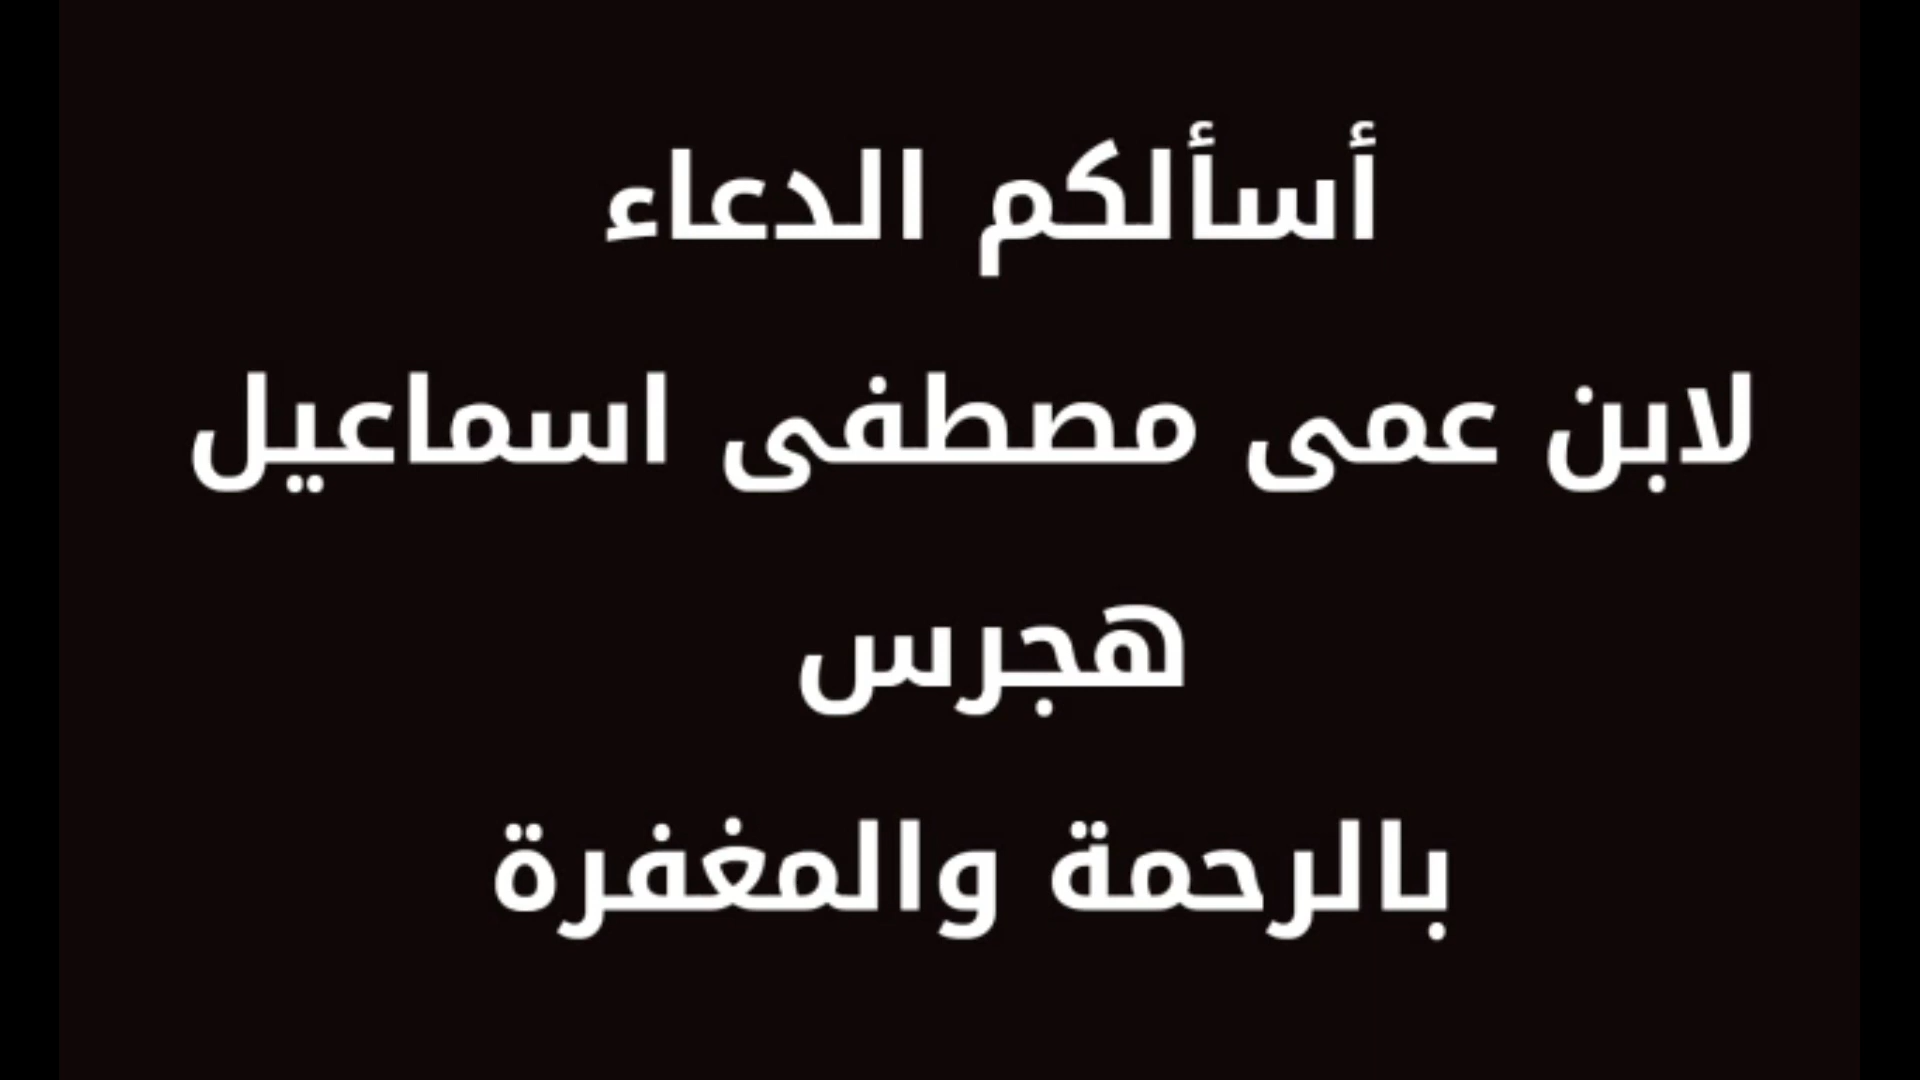 أسألكم الدعاء
لابن عمى مصطفى اسماعيل
هجرس
بالرحمة والمغفرة